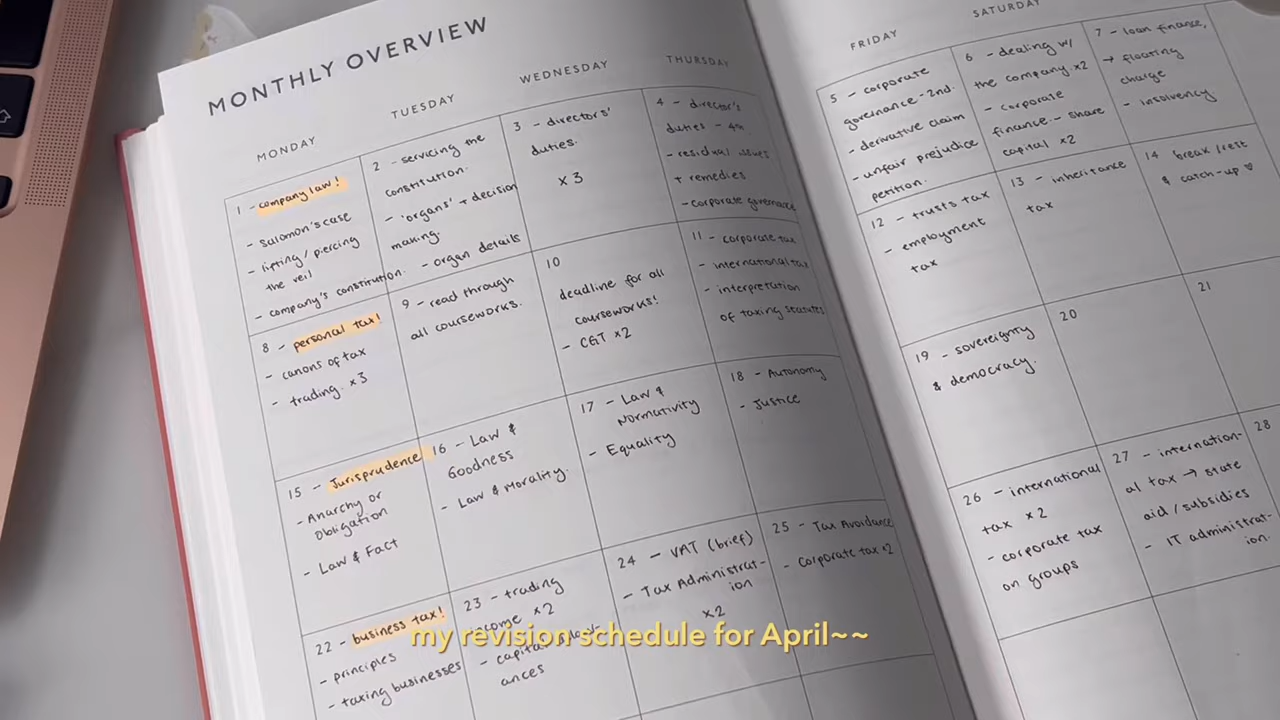 MONTHLY OVERVIEW
MONDAY
TUESDAY
WEDNESDAY
THURSDAY
FRIDAY
SATURDAY
1 - company law!
- Salomon's case
- lifting / piercing
the veil
- company's constitution.
2 - servicing the
constitution.
- 'organs' + decision
making.
- organ details
3 - directors'
duties.
x 3
4 - director's
duties - 4th
- residual issues
+ remedies
- corporate governance
5 - corporate
governance - 2nd.
- derivative claim
- unfair prejudice
petition.
6 - dealing w/
the company. x2
- corporate
finance. - share
capital x2
7 - loan finance,
→ floating
charge
- insolvency
8 - personal tax!
- canons of tax
- trading. x3
9 - read through
all courseworks.
10
deadline for all
courseworks!
- CGT x2
11 - corporate tax
- international tax
- interpretation
of taxing statutes
12 - trusts tax
- employment
tax
13 - inheritance
tax
14 break / rest
& catch-up ♡
15 - Jurisprudence
- Anarchy or
Obligation
- Law & Fact
16 - Law &
Goodness
- Law & Morality.
17 - Law &
Normativity
- Equality
18 - Autonomy
- Justice
19 - sovereignty
& democracy.
20
21
22 - business tax!
- principles
- taxing businesses
23 - trading
income x2
- capital
ances
24 - VAT (brief)
- Tax Administrat-
ion
x2
25 - Tax Avoidance
- Corporate tax x2
26 - international
tax x2
- corporate tax
on groups
27 - internation-
al tax → state
aid / subsidies
- IT administrat-
ion.
28
my revision schedule for April~~